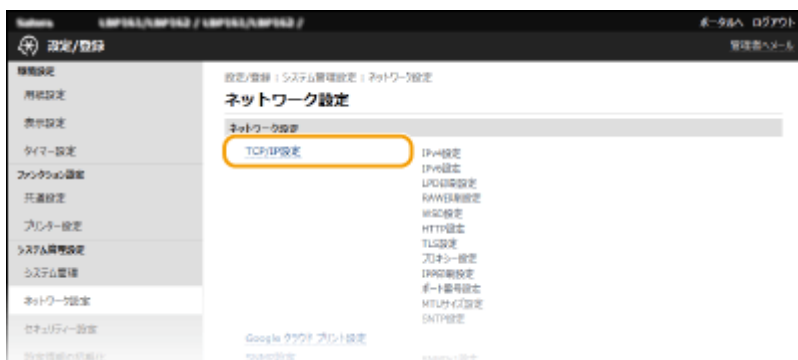 LBP161/LBP162 / LBP161/LBP162 /
ポータルへ ログアウト
設定/登録
管理者へメール
環境設定
用紙設定
表示設定
タイマー設定
ファンクション設定
共通設定
プリンター設定
システム管理設定
システム管理
ネットワーク設定
セキュリティー設定
設定/登録 : システム管理設定 : ネットワーク設定
ネットワーク設定
ネットワーク設定
TCP/IP設定
IPv4設定
IPv6設定
LPD印刷設定
RAW印刷設定
WSD設定
HTTP設定
TLS設定
プロキシー設定
IPP印刷設定
ポート番号設定
MTUサイズ設定
SNTP設定
Google クラウド プリント設定